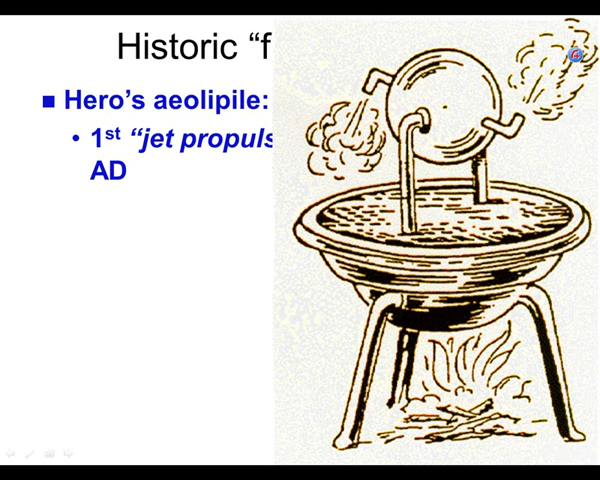 Historic “f
Hero’s aeolipile:
• 1st “jet propuls
AD